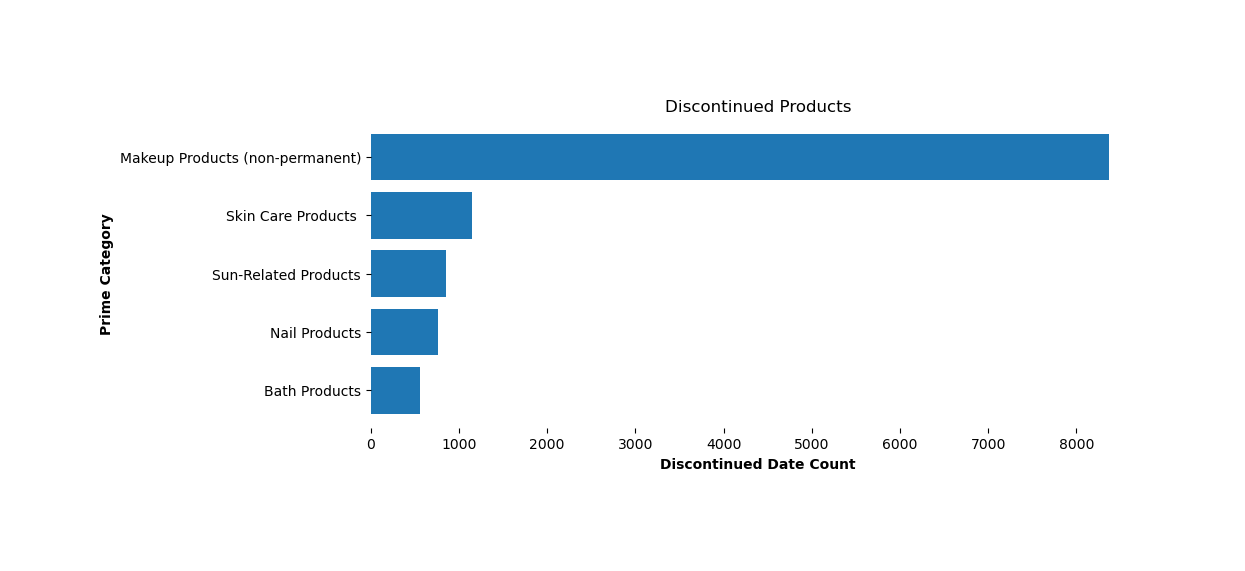 Discontinued Products
Makeup Products (non-permanent)
Skin Care Products
Sun-Related Products
Nail Products
Bath Products
Prime Category
0 1000 2000 3000 4000 5000 6000 7000 8000
Discontinued Date Count